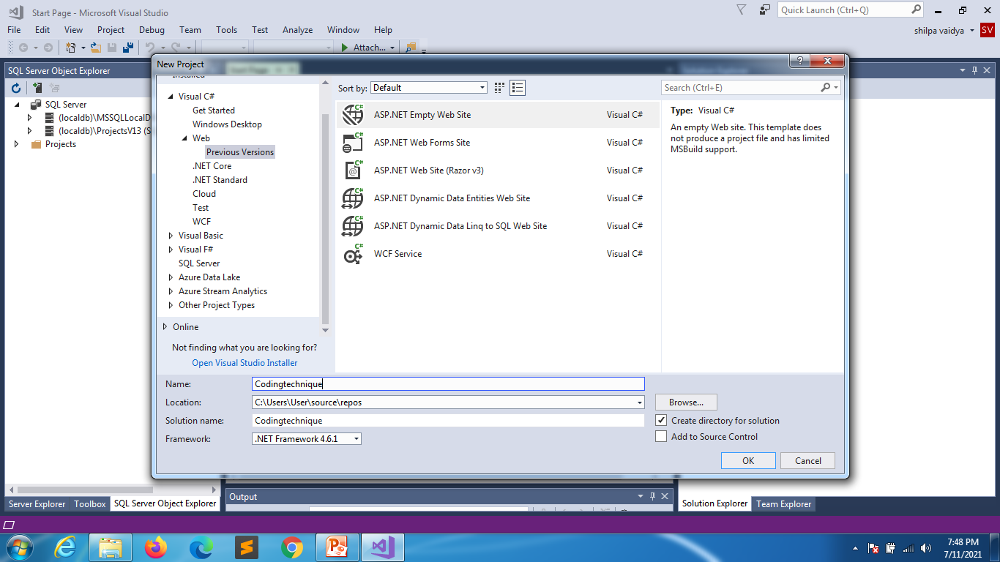 Start Page - Microsoft Visual Studio
Quick Launch (Ctrl+Q)
File Edit View Project Debug Team Tools Test Analyze Window Help
shilpa vaidya SV
Attach...
SQL Server Object Explorer
SQL Server
(localdb)\MSSQLLocalD
(localdb)\ProjectsV13 (S
Projects
New Project
Installed
Visual C#
Get Started
Windows Desktop
Web
Previous Versions
.NET Core
.NET Standard
Cloud
Test
WCF
Visual Basic
Visual F#
SQL Server
Azure Data Lake
Azure Stream Analytics
Other Project Types
Online
Not finding what you are looking for?
Open Visual Studio Installer
Sort by: Default
ASP.NET Empty Web Site Visual C#
ASP.NET Web Forms Site Visual C#
ASP.NET Web Site (Razor v3) Visual C#
ASP.NET Dynamic Data Entities Web Site Visual C#
ASP.NET Dynamic Data Linq to SQL Web Site Visual C#
WCF Service Visual C#
Search (Ctrl+E)
Type: Visual C#
An empty Web site. This template does
not produce a project file and has limited
MSBuild support.
Name: Codingtechnique
Location: C:\Users\User\source\repos
Browse...
Solution name: Codingtechnique
Create directory for solution
Framework: .NET Framework 4.6.1
Add to Source Control
OK Cancel
Output
Server Explorer Toolbox SQL Server Object Explorer
Solution Explorer Team Explorer
7:48 PM
7/11/2021